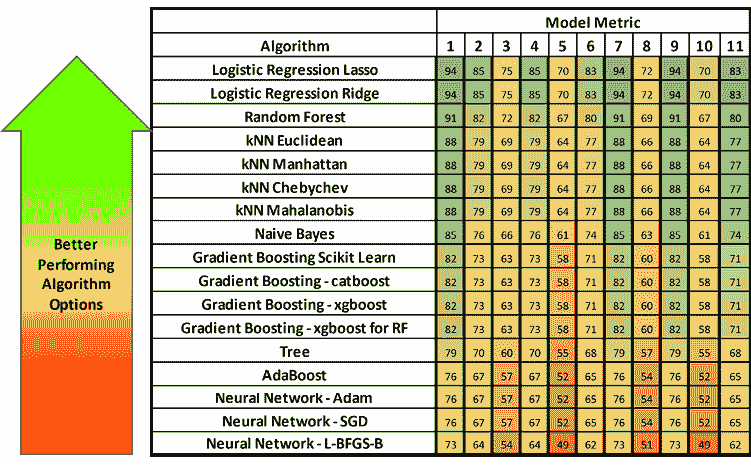 Model Metric
Algorithm 1 2 3 4 5 6 7 8 9 10 11
Logistic Regression Lasso 94 85 75 85 70 83 94 72 94 70 83
Logistic Regression Ridge 94 85 75 85 70 83 94 72 94 70 83
Random Forest 91 82 72 82 67 80 91 69 91 67 80
kNN Euclidean 88 79 69 79 64 77 88 66 88 64 77
kNN Manhattan 88 79 69 79 64 77 88 66 88 64 77
kNN Chebychev 88 79 69 79 64 77 88 66 88 64 77
kNN Mahalanobis 88 79 69 79 64 77 88 66 88 64 77
Naive Bayes 85 76 66 76 61 74 85 63 85 61 74
Gradient Boosting Scikit Learn 82 73 63 73 58 71 82 60 82 58 71
Gradient Boosting - catboost 82 73 63 73 58 71 82 60 82 58 71
Gradient Boosting - xgboost 82 73 63 73 58 71 82 60 82 58 71
Gradient Boosting - xgboost for RF 82 73 63 73 58 71 82 60 82 58 71
Tree 79 70 60 70 55 68 79 57 79 55 68
AdaBoost 76 67 57 67 52 65 76 54 76 52 65
Neural Network - Adam 76 67 57 67 52 65 76 54 76 52 65
Neural Network - SGD 76 67 57 67 52 65 76 54 76 52 65
Neural Network - L-BFGS-B 73 64 54 64 49 62 73 51 73 49 62
Better
Performing
Algorithm
Options